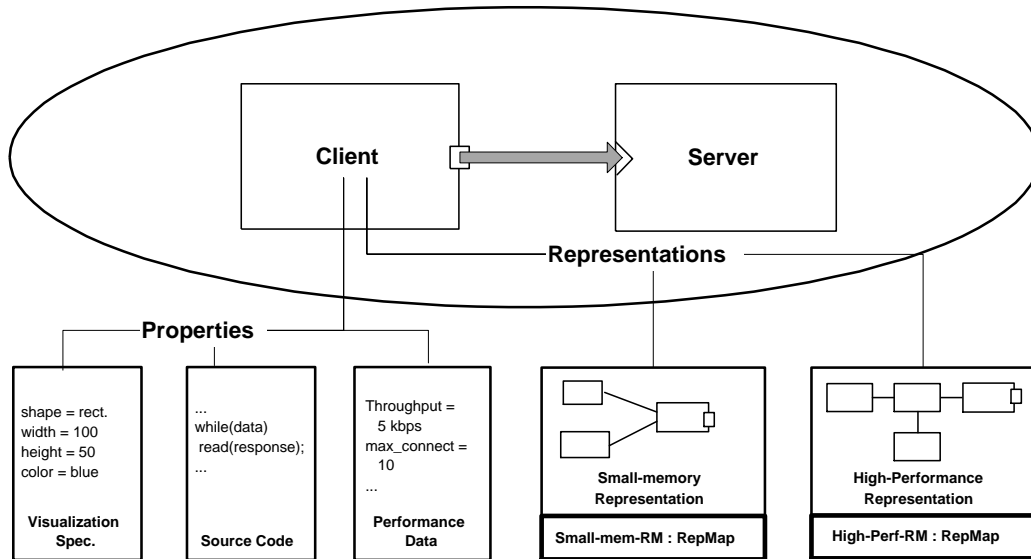 Client
Server
Representations
Properties
shape = rect.
width = 100
height = 50
color = blue
Visualization
Spec.
...
while(data)
read(response);
...
Source Code
Throughput =
5 kbps
max_connect =
10
...
Performance
Data
Small-memory
Representation
Small-mem-RM : RepMap
High-Performance
Representation
High-Perf-RM : RepMap